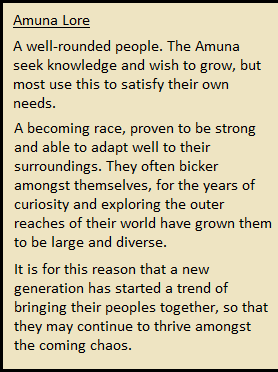 Amuna Lore
A well-rounded people. The Amuna
seek knowledge and wish to grow, but
most use this to satisfy their own
needs.
A becoming race, proven to be strong
and able to adapt well to their
surroundings. They often bicker
amongst themselves, for the years of
curiosity and exploring the outer
reaches of their world have grown them
to be large and diverse.
It is for this reason that a new
generation has started a trend of
bringing their peoples together, so that
they may continue to thrive amongst
the coming chaos.